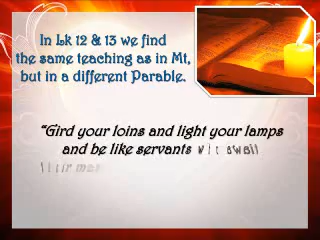 In Lk 12 & 13 we find
the same teaching as in Mt,
but in a different Parable.
“Gird your loins and light your lamps
and be like servants